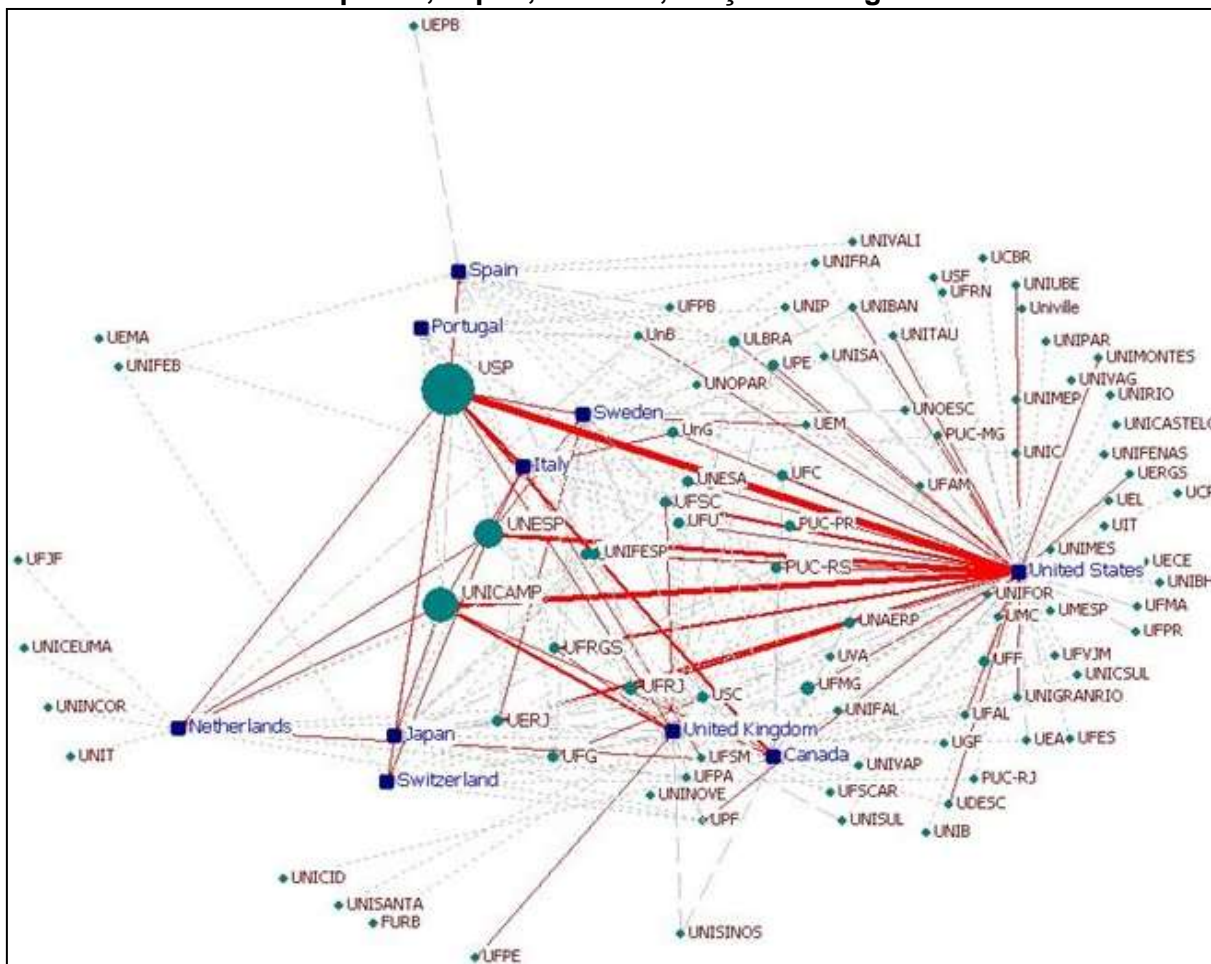 UEPB
UNIVALI
UNIFRA
UCBR
Spain
USF
UFRN
UNIUBE
UFPB
UNIP
UNIBAN
Univille
Portugal
UEMA
UnB
ULBRA
UNITAU
UNIPAR
UNIFEB
USP
UPE
UNISA
UNIMONTES
UNOPAR
UNIVAG
UNIMEP
UNIRIO
Sweden
UNOESC
UnG
UEM
PUC-MG
UNICASTELO
Italy
UNIC
UNIFENAS
UNESA
UFC
UFAM
UERGS
UFSC
UEL
UNESP
UFU
PUC-PR
UIT
UNIFESP
UNIMES
UFJF
PUC-RS
United States
UECE
UNIBH
UNICAMP
UNIFOR
UMC
UMESP
UFMA
UNAERP
UFPR
UNICEUMA
UFRGS
UVA
UFF
UFVJM
UNICSUL
UFRJ
USC
UFMG
UNIGRANRIO
UNINCOR
UERJ
UNIFAL
UFAL
Netherlands
Japan
United Kingdom
UGF
UEA
UFES
UNIT
UFG
UFSM
Canada
UNIVAP
Switzerland
UFPA
PUC-RJ
UNINOVE
UFSCAR
UDESC
UPF
UNISUL
UNIB
UNICID
UNISANTA
FURB
UNISINOS
UFPE